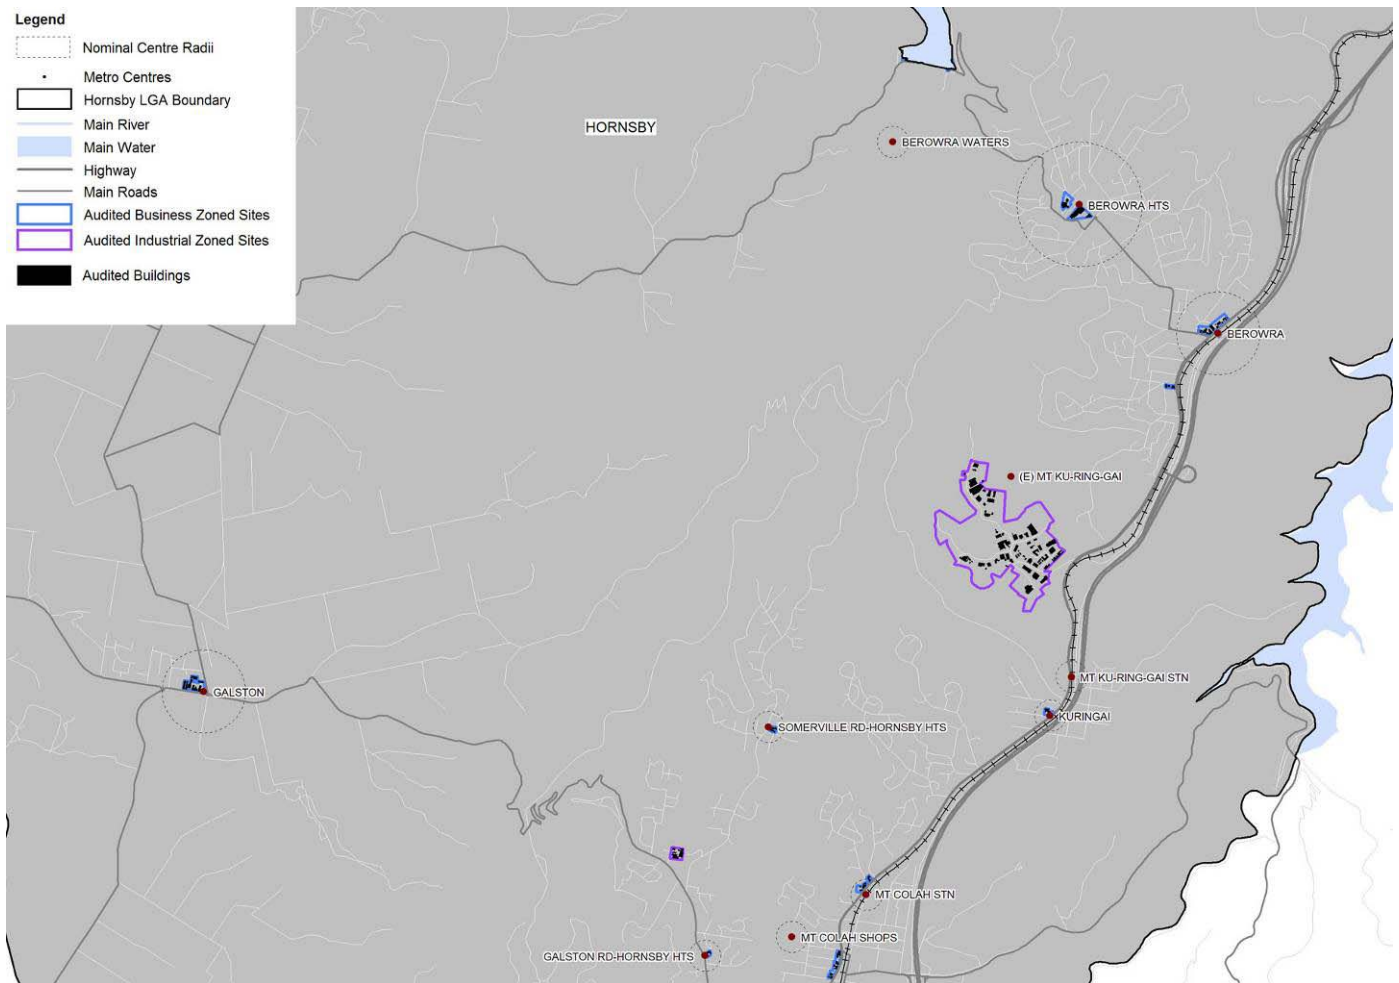 Legend
Nominal Centre Radii
Metro Centres
Hornsby LGA Boundary
Main River
Main Water
Highway
Main Roads
Audited Business Zoned Sites
Audited Industrial Zoned Sites
Audited Buildings
HORNSBY
BEROWRA WATERS
BEROWRA HTS
BEROWRA
(E) MT KU-RING-GAI
MT KU-RING-GAI STN
GALSTON
KURINGAI
SOMERVILLE RD-HORNSBY HTS
MT COLAH STN
MT COLAH SHOPS
GALSTON RD-HORNSBY HTS